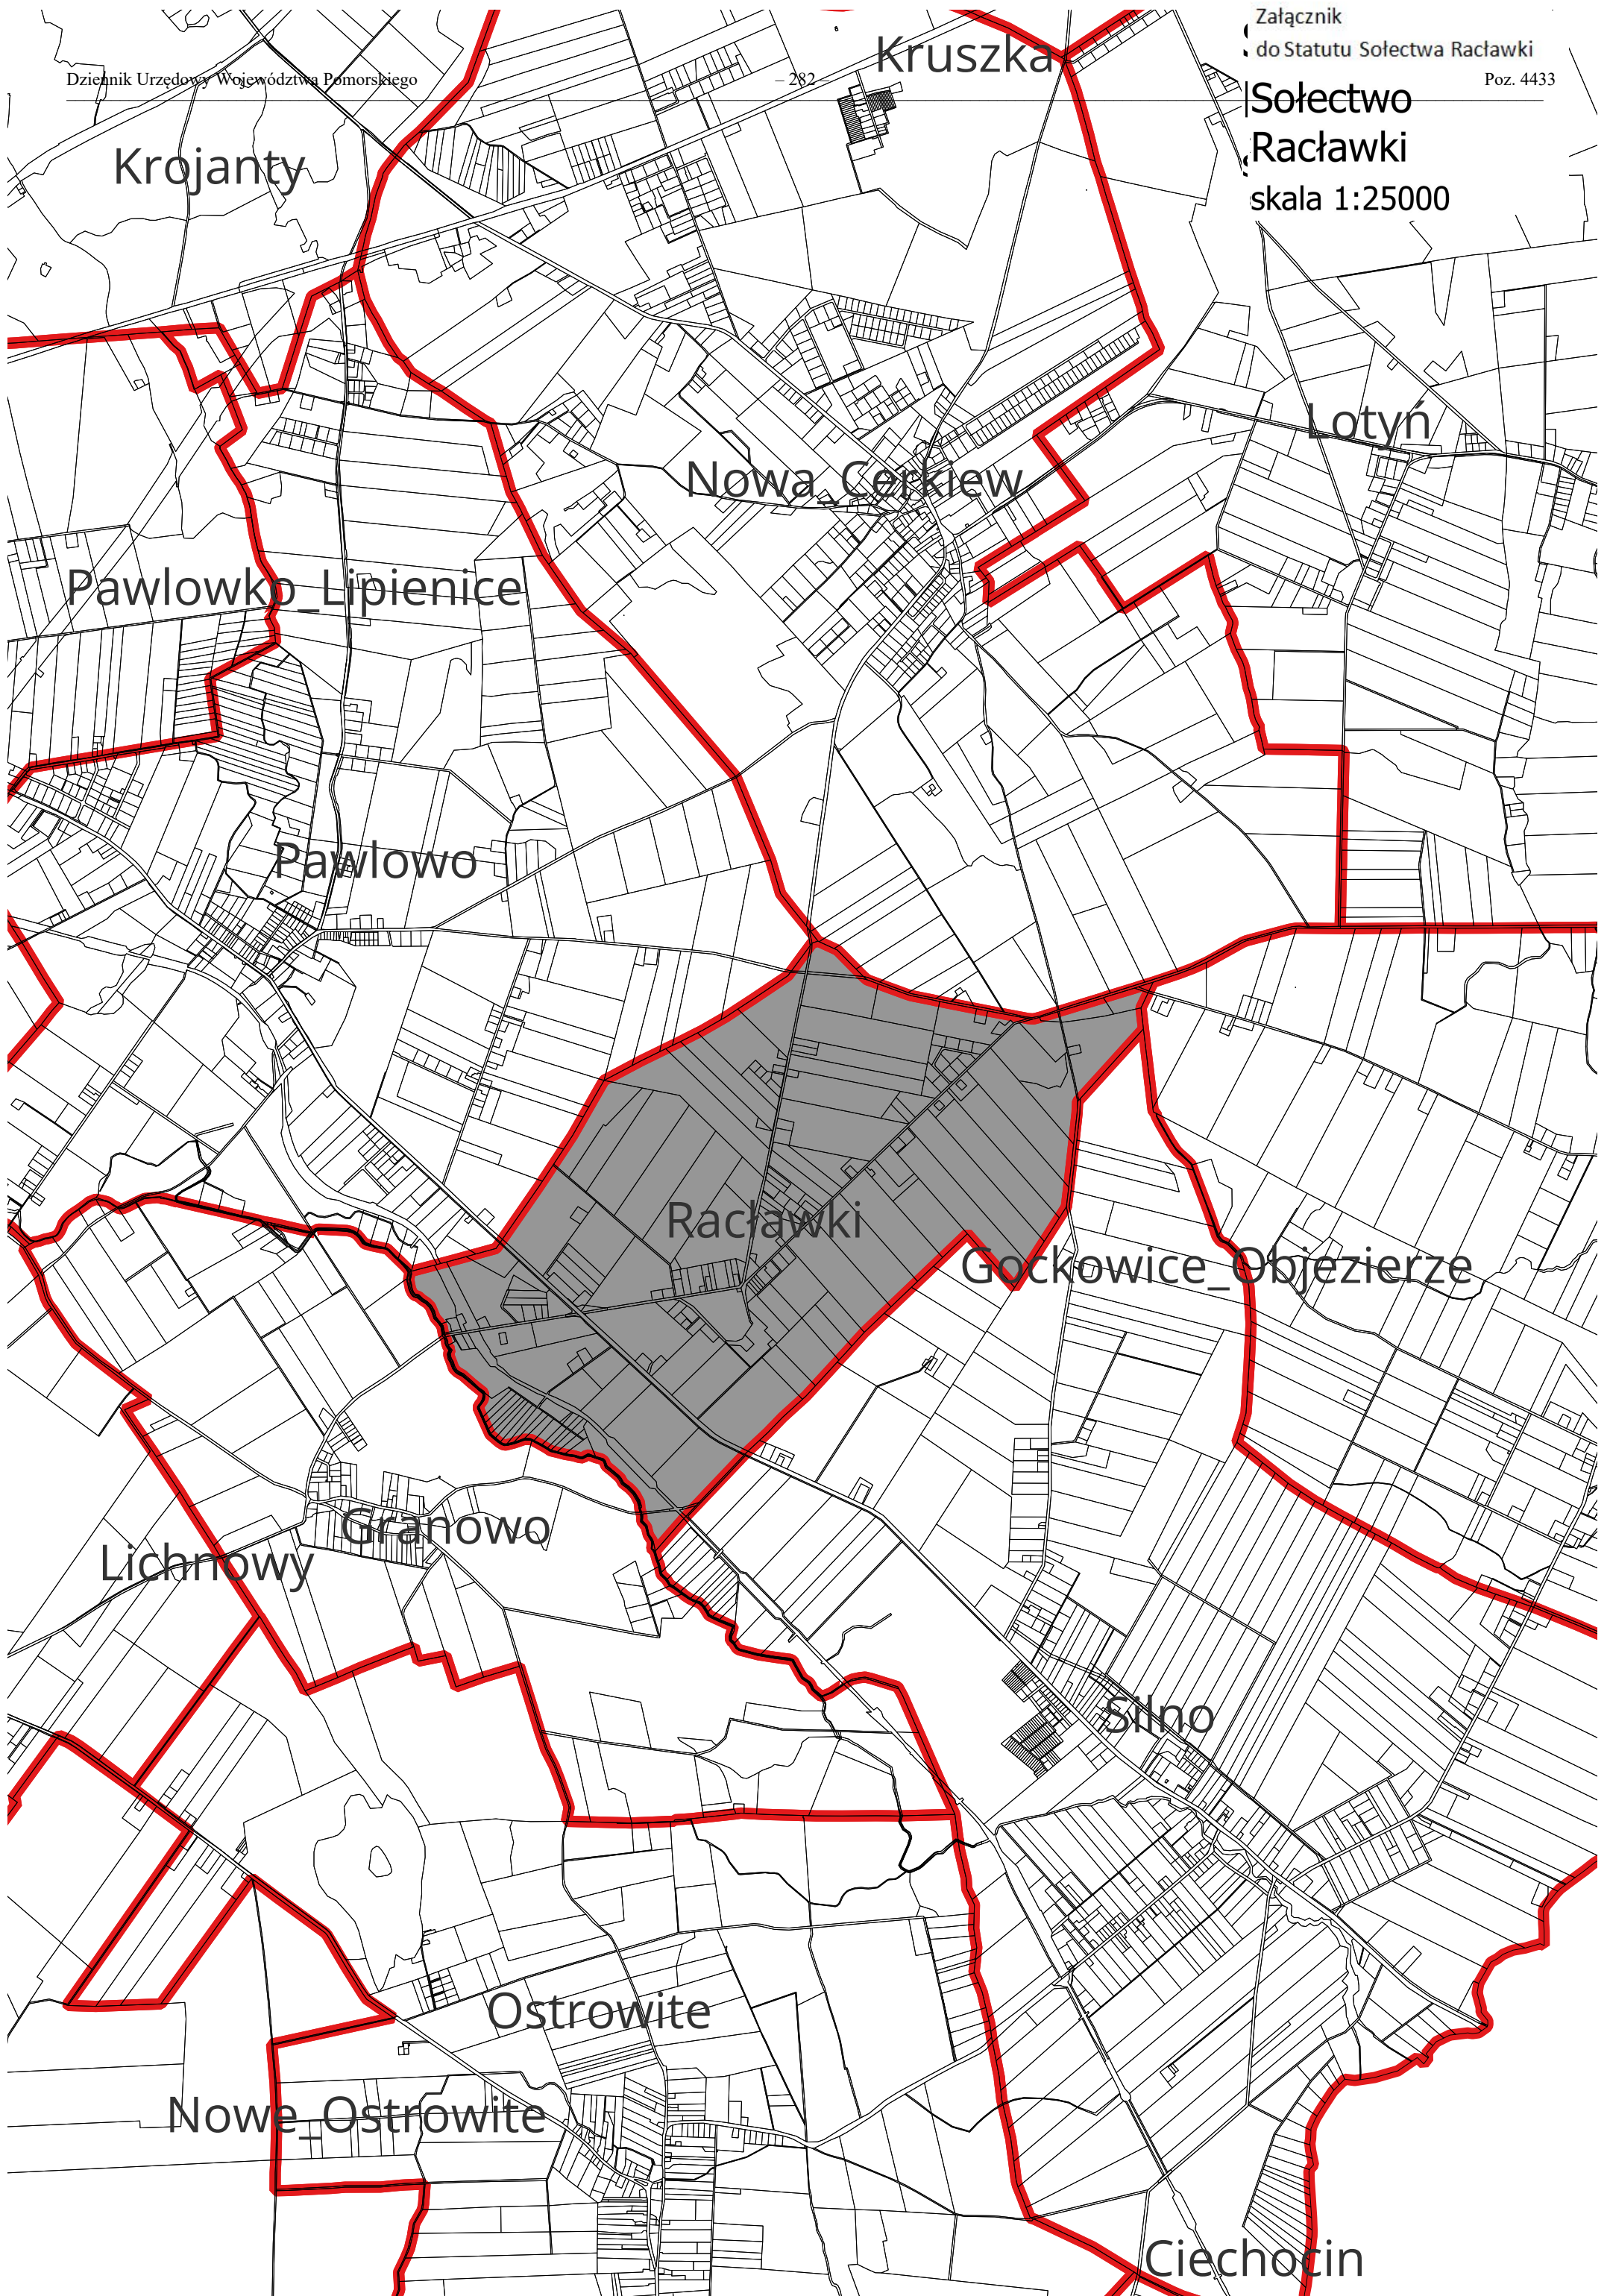 Załącznik
do Statutu Sołectwa Racławki
Dziennik Urzędowy Województwa Pomorskiego
– 282 –
Poz. 4433
Sołectwo
Racławki
skala 1:25000
Kruszka
Krojanty
Lotyń
Nowa_Cerkiew
Pawlowko_Lipienice
Pawlowo
Racławki
Gockowice_Objezierze
Granowo
Lichnowy
Silno
Ostrowite
Nowe_Ostrowite
Ciechocin